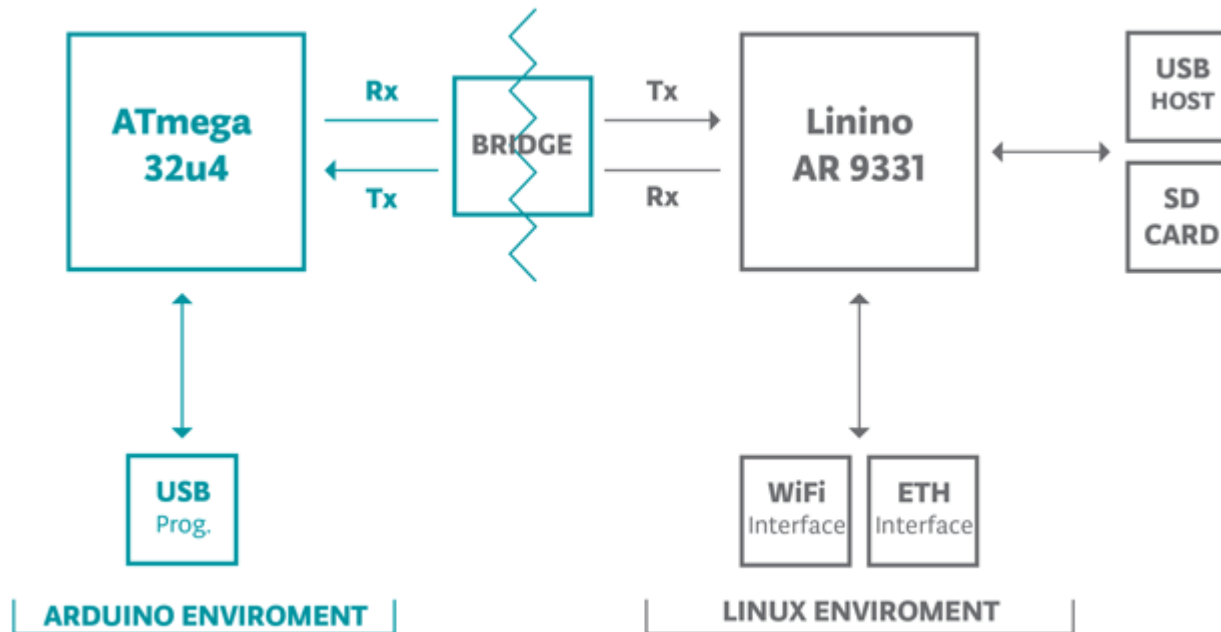 ATmega
32u4
Rx
Tx
BRIDGE
Tx
Rx
Linino
AR 9331
USB
HOST
SD
CARD
USB
Prog.
WiFi
Interface
ETH
Interface
ARDUINO ENVIROMENT
LINUX ENVIROMENT